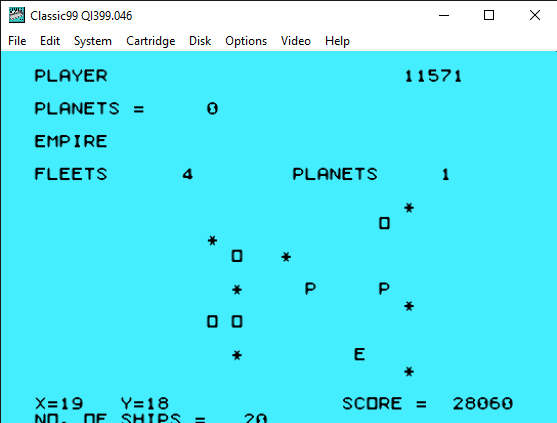 Classic99 QI399.046
File Edit System Cartridge Disk Options Video Help
PLAYER 11571
PLANETS = 0
EMPIRE
FLEETS 4 PLANETS 1
*
O
*
O *
* P P
*
O O
* E
*
X=19 Y=18 SCORE = 28060
NO. OF SHIPS = 20